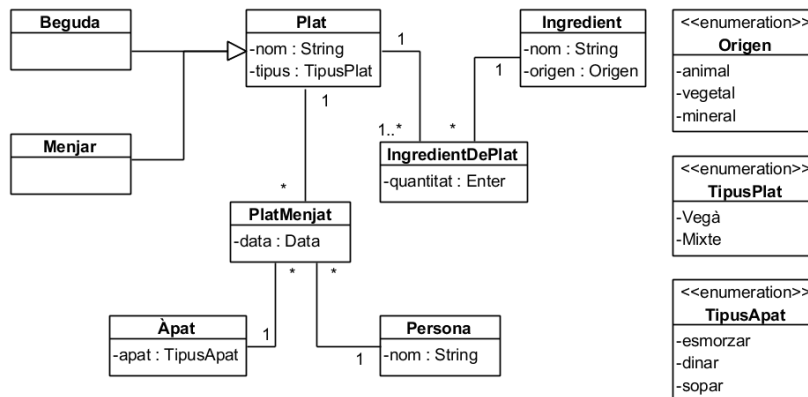 Beguda
Menjar
Plat
-nom : String
-tipus : TipusPlat
1
1
1..*
*
Ingredient
-nom : String
-origen : Origen
1
*
IngredientDePlat
-quantitat : Enter
PlatMenjat
-data : Data
*
*
Àpat
-apat : TipusApat
1
Persona
-nom : String
1
<<enumeration>>
Origen
-animal
-vegetal
-mineral
<<enumeration>>
TipusPlat
-Vegà
-Mixte
<<enumeration>>
TipusApat
-esmorzar
-dinar
-sopar